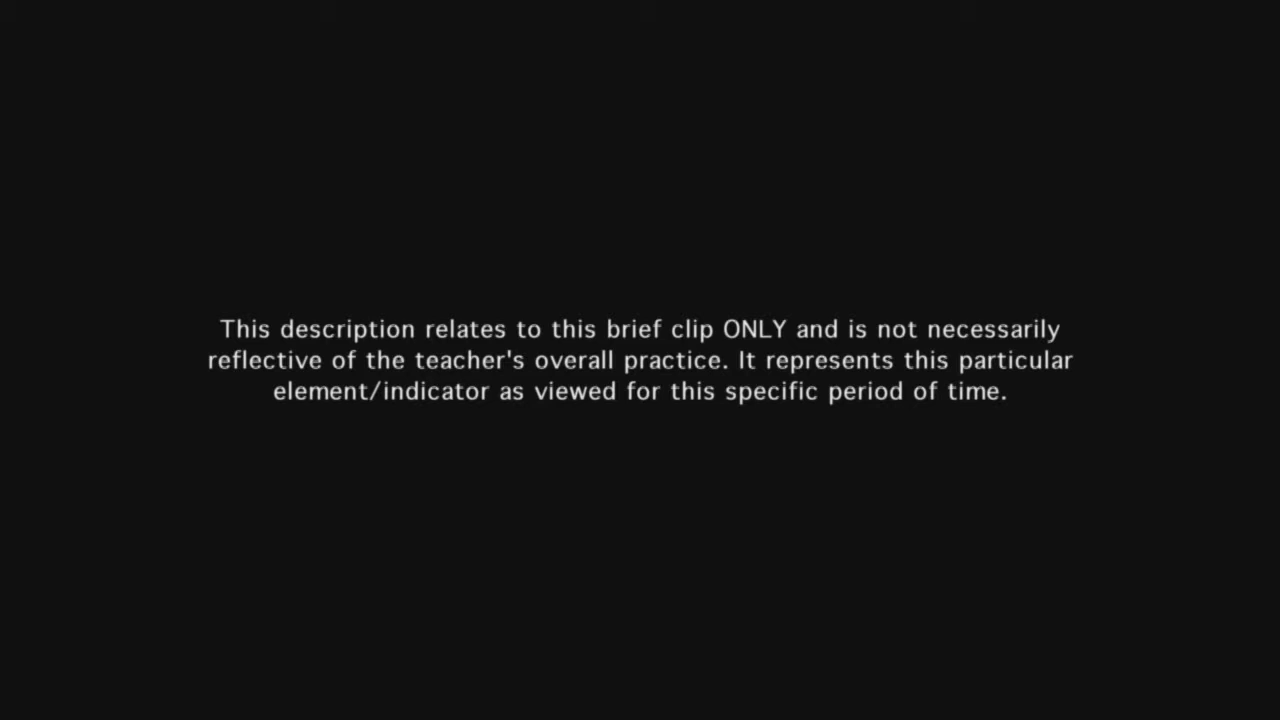 This description relates to this brief clip ONLY and is not necessarily
reflective of the teacher's overall practice. It represents this particular
element/indicator as viewed for this specific period of time.